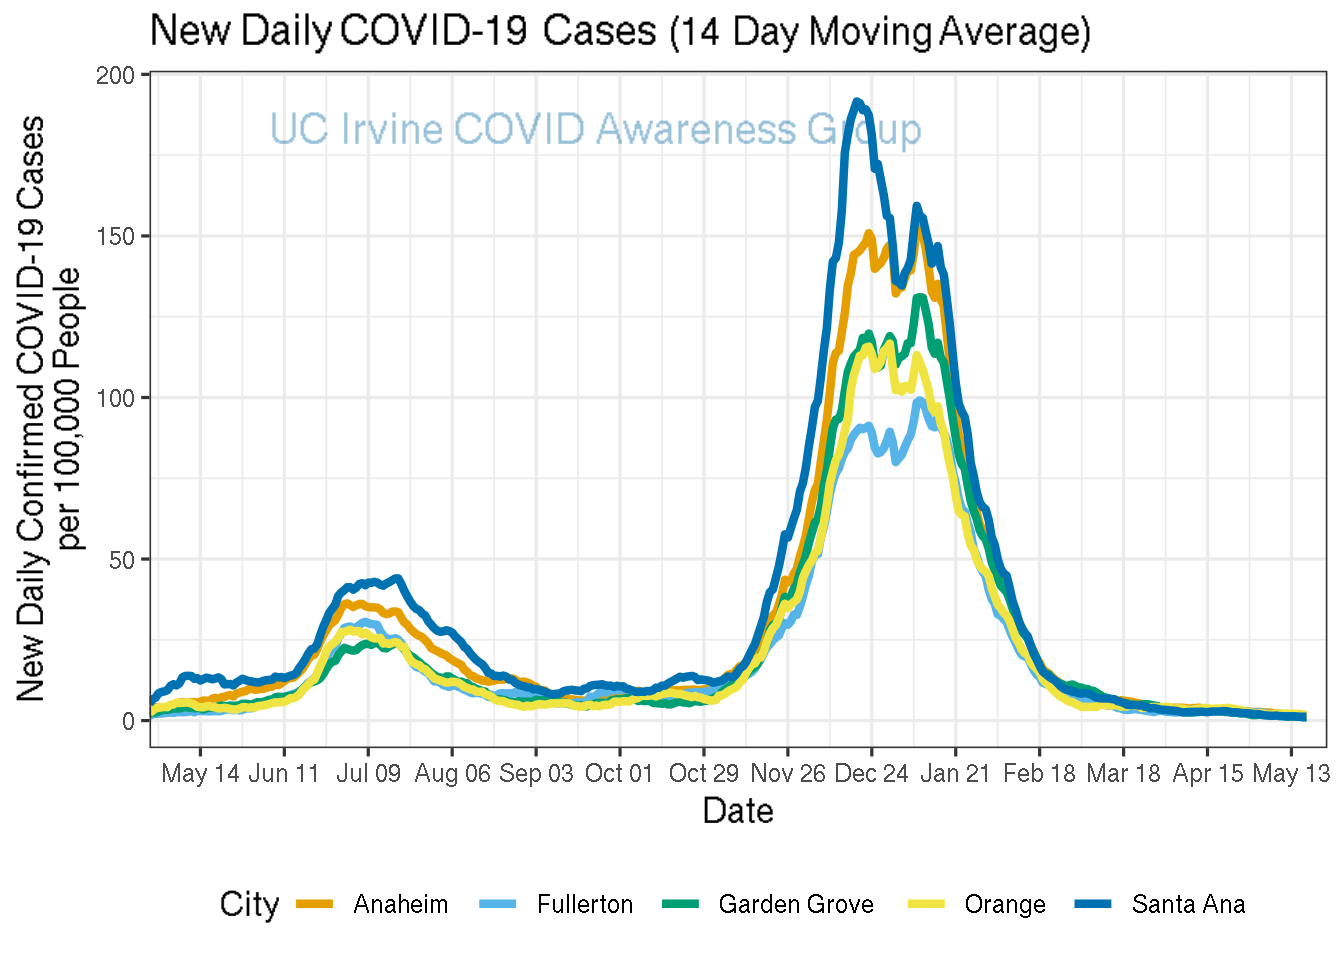 New Daily COVID-19 Cases (14 Day Moving Average)
UC Irvine COVID Awareness Group
New Daily Confirmed COVID-19 Cases
per 100,000 People
200
150
100
50
0
May 14 Jun 11 Jul 09 Aug 06 Sep 03 Oct 01 Oct 29 Nov 26 Dec 24 Jan 21 Feb 18 Mar 18 Apr 15 May 13
Date
City Anaheim Fullerton Garden Grove Orange Santa Ana